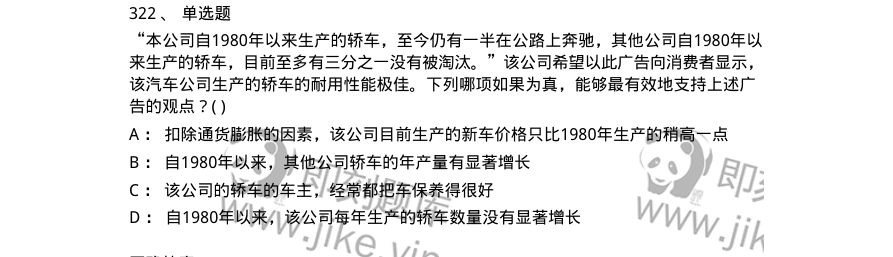 322 、 单选题
“本公司自1980年以来生产的轿车，至今仍有一半在公路上奔驰，其他公司自1980年以
来生产的轿车，目前至多有三分之一没有被淘汰。”该公司希望以此广告向消费者显示，
该汽车公司生产的轿车的耐用性能极佳。下列哪项如果为真，能够最有效地支持上述广
告的观点？( )
A ： 扣除通货膨胀的因素，该公司目前生产的新车价格只比1980年生产的稍高一点
B ： 自1980年以来，其他公司轿车的年产量有显著增长
C ： 该公司的轿车的车主，经常都把车保养得很好
D ： 自1980年以来，该公司每年生产的轿车数量没有显著增长
即刻题库
www.jike.vip
即刻
www.jik